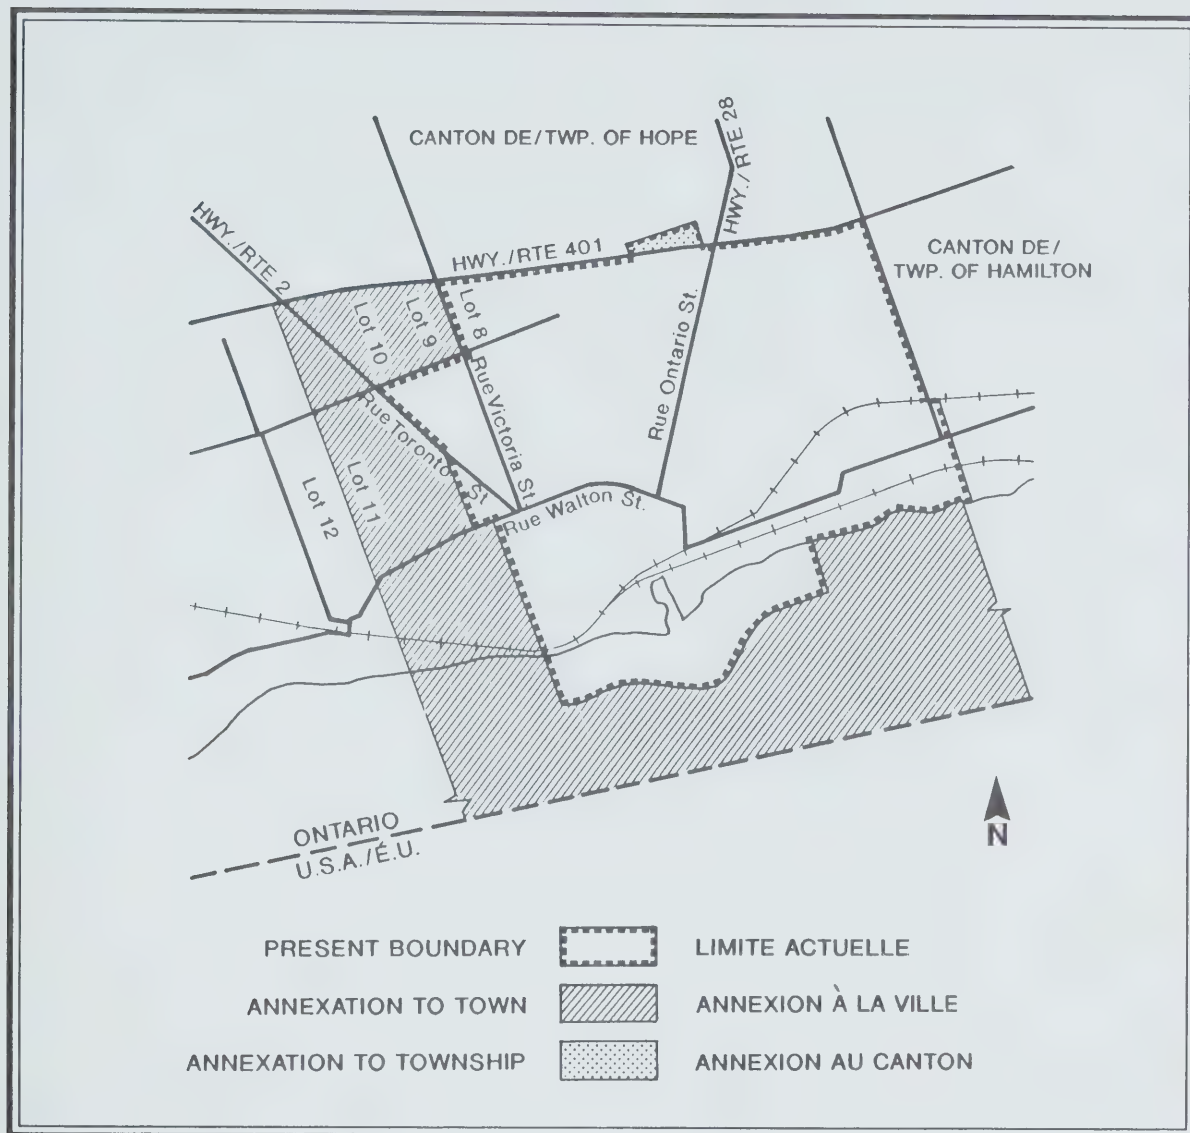 CANTON DE/TWP. OF HOPE
HWY./RTE 28
HWY./RTE 2
HWY./RTE 401
CANTON DE/
TWP. OF HAMILTON
Lot 8
Lot 9
Lot 10
Rue Victoria St.
Rue Ontario St.
Rue Toronto St.
Lot 11
Lot 12
Rue Walton St.
ONTARIO
U.S.A./É.U.
N
PRESENT BOUNDARY LIMITE ACTUELLE
ANNEXATION TO TOWN ANNEXION À LA VILLE
ANNEXATION TO TOWNSHIP ANNEXION AU CANTON